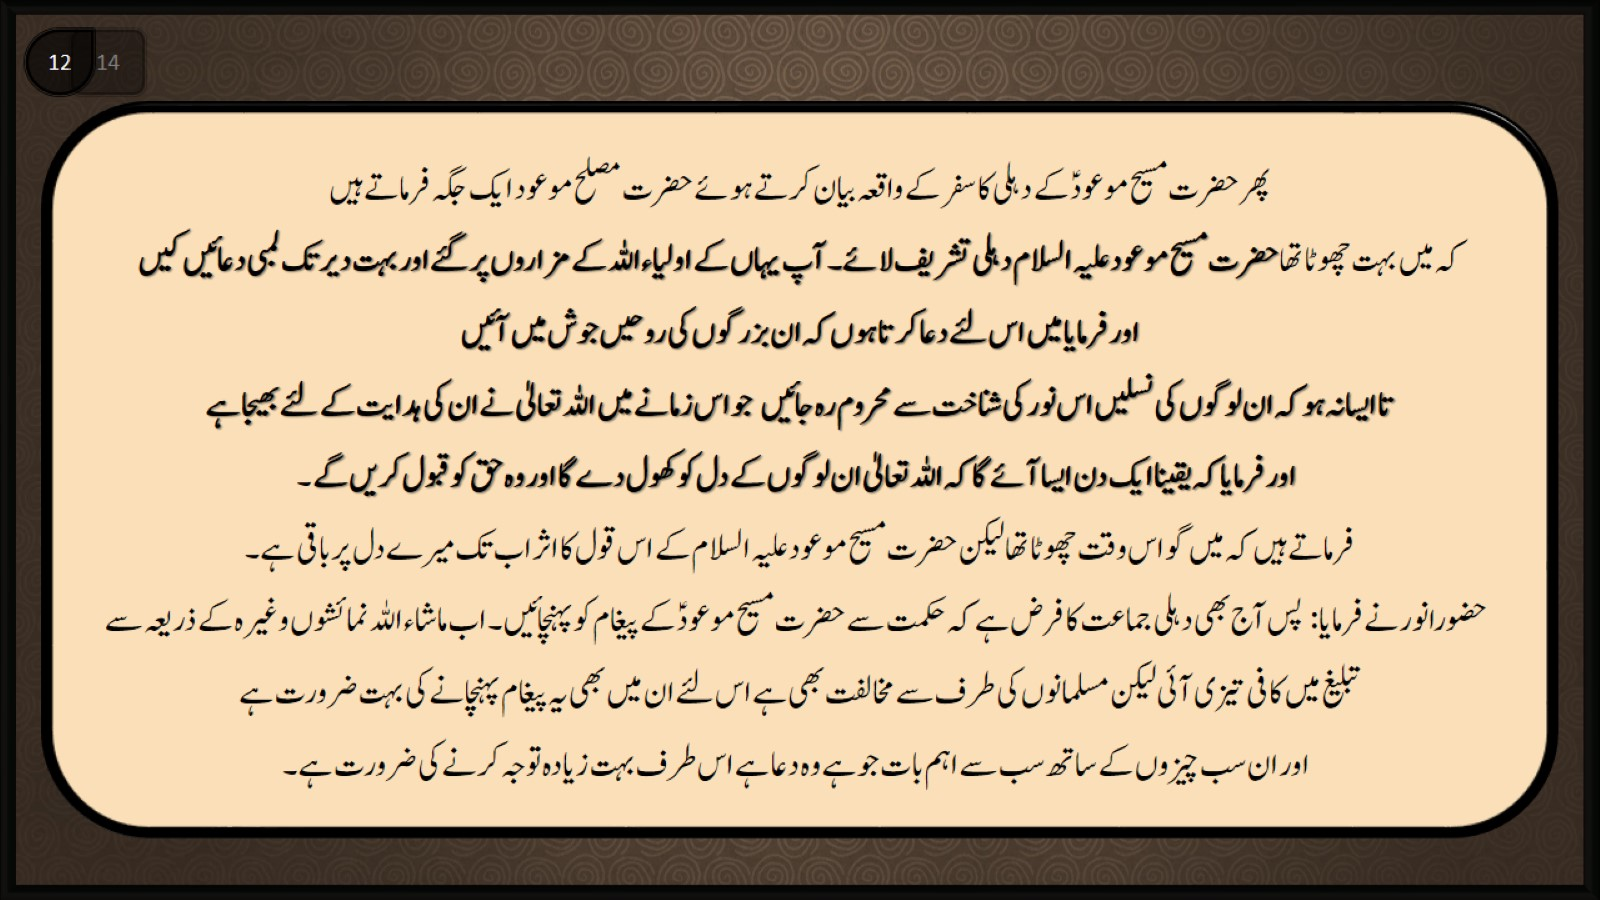 12 14
پھر حضرت مسیح موعودؑ کے دہلی کا سفر کے واقعہ بیان کرتے ہوئے حضرت مصلح موعود ایک جگہ فرماتے ہیں
کہ میں بہت چھوٹا تھا حضرت مسیح موعود علیہ السلام دہلی تشریف لائے۔ آپ یہاں کے اولیاء اللہ کے مزاروں پر گئے اور بہت دیر تک لمبی دعائیں کیں
اور فرمایا میں اس لئے دعا کرتا ہوں کہ ان بزرگوں کی روحیں جوش میں آئیں
تا ایسا نہ ہو کہ ان لوگوں کی نسلیں اس نور کی شناخت سے محروم رہ جائیں جو اس زمانے میں اللہ تعالیٰ نے ان کی ہدایت کے لئے بھیجا ہے
اور فرمایا کہ یقیناً ایک دن ایسا آئے گا کہ اللہ تعالیٰ ان لوگوں کے دل کو کھول دے گا اور وہ حق کو قبول کریں گے۔
فرماتے ہیں کہ میں گو اس وقت چھوٹا تھا لیکن حضرت مسیح موعود علیہ السلام کے اس قول کا اثر اب تک میرے دل پر باقی ہے۔
حضور انور نے فرمایا: پس آج بھی دہلی جماعت کا فرض ہے کہ حکمت سے حضرت مسیح موعودؑ کے پیغام کو پہنچائیں۔ اب ماشاء اللہ نمائشوں وغیرہ کے ذریعہ سے
تبلیغ میں کافی تیزی آئی لیکن مسلمانوں کی طرف سے مخالفت بھی ہے اس لئے ان میں بھی یہ پیغام پہنچانے کی بہت ضرورت ہے
اور ان سب چیزوں کے ساتھ سب سے اہم بات جو ہے وہ دعا ہے اس طرف بہت زیادہ توجہ کرنے کی ضرورت ہے۔